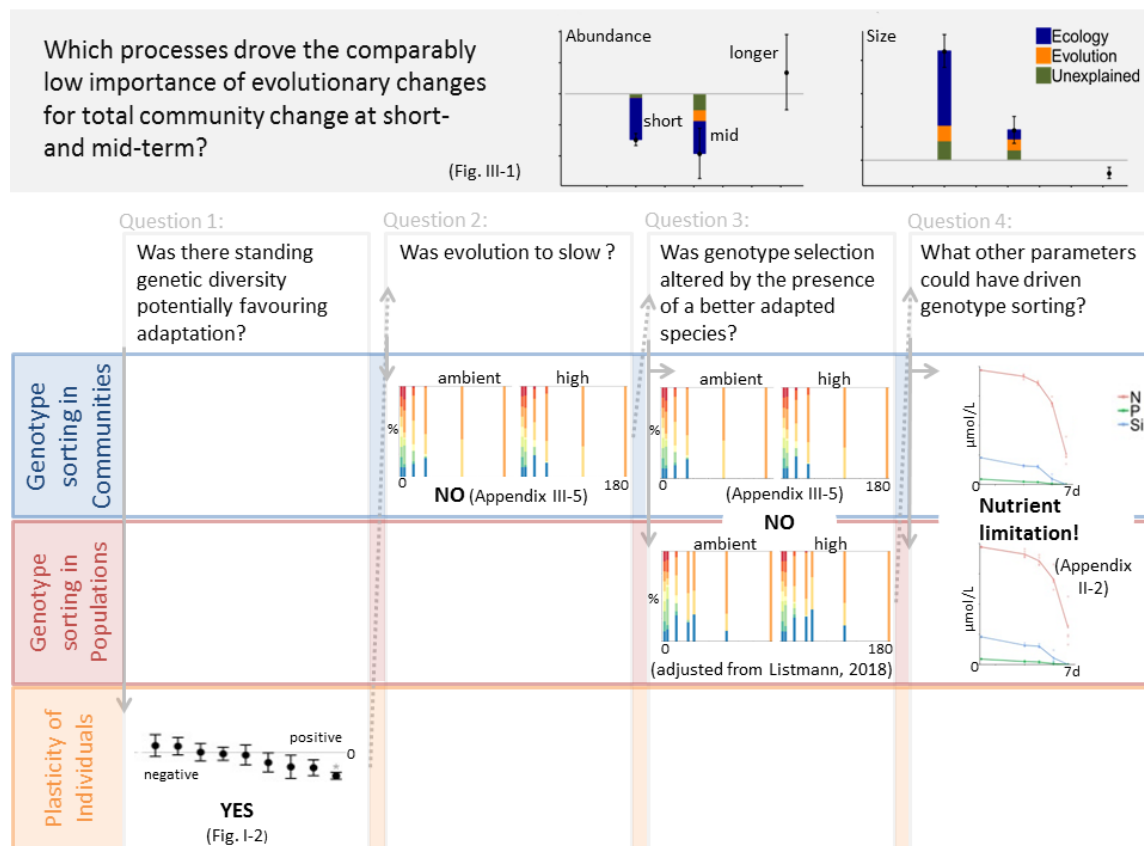 Which processes drove the comparably
low importance of evolutionary changes
for total community change at short-
and mid-term?
(Fig. III-1)
Abundance
longer
short
mid
Size
Ecology
Evolution
Unexplained
Question 1:
Was there standing
genetic diversity
potentially favouring
adaptation?
Question 2:
Was evolution to slow ?
Question 3:
Was genotype selection
altered by the presence
of a better adapted
species?
Question 4:
What other parameters
could have driven
genotype sorting?
Genotype
sorting in
Communities
ambient high
%
0 180
NO (Appendix III-5)
ambient high
%
0 180
(Appendix III-5)
NO
µmol/L
N
P
Si
7d
Nutrient
limitation!
(Appendix
II-2)
Genotype
sorting in
Populations
ambient high
%
0 180
(adjusted from Listmann, 2018)
µmol/L
7d
Plasticity of
Individuals
positive
0
negative
*
YES
(Fig. I-2)